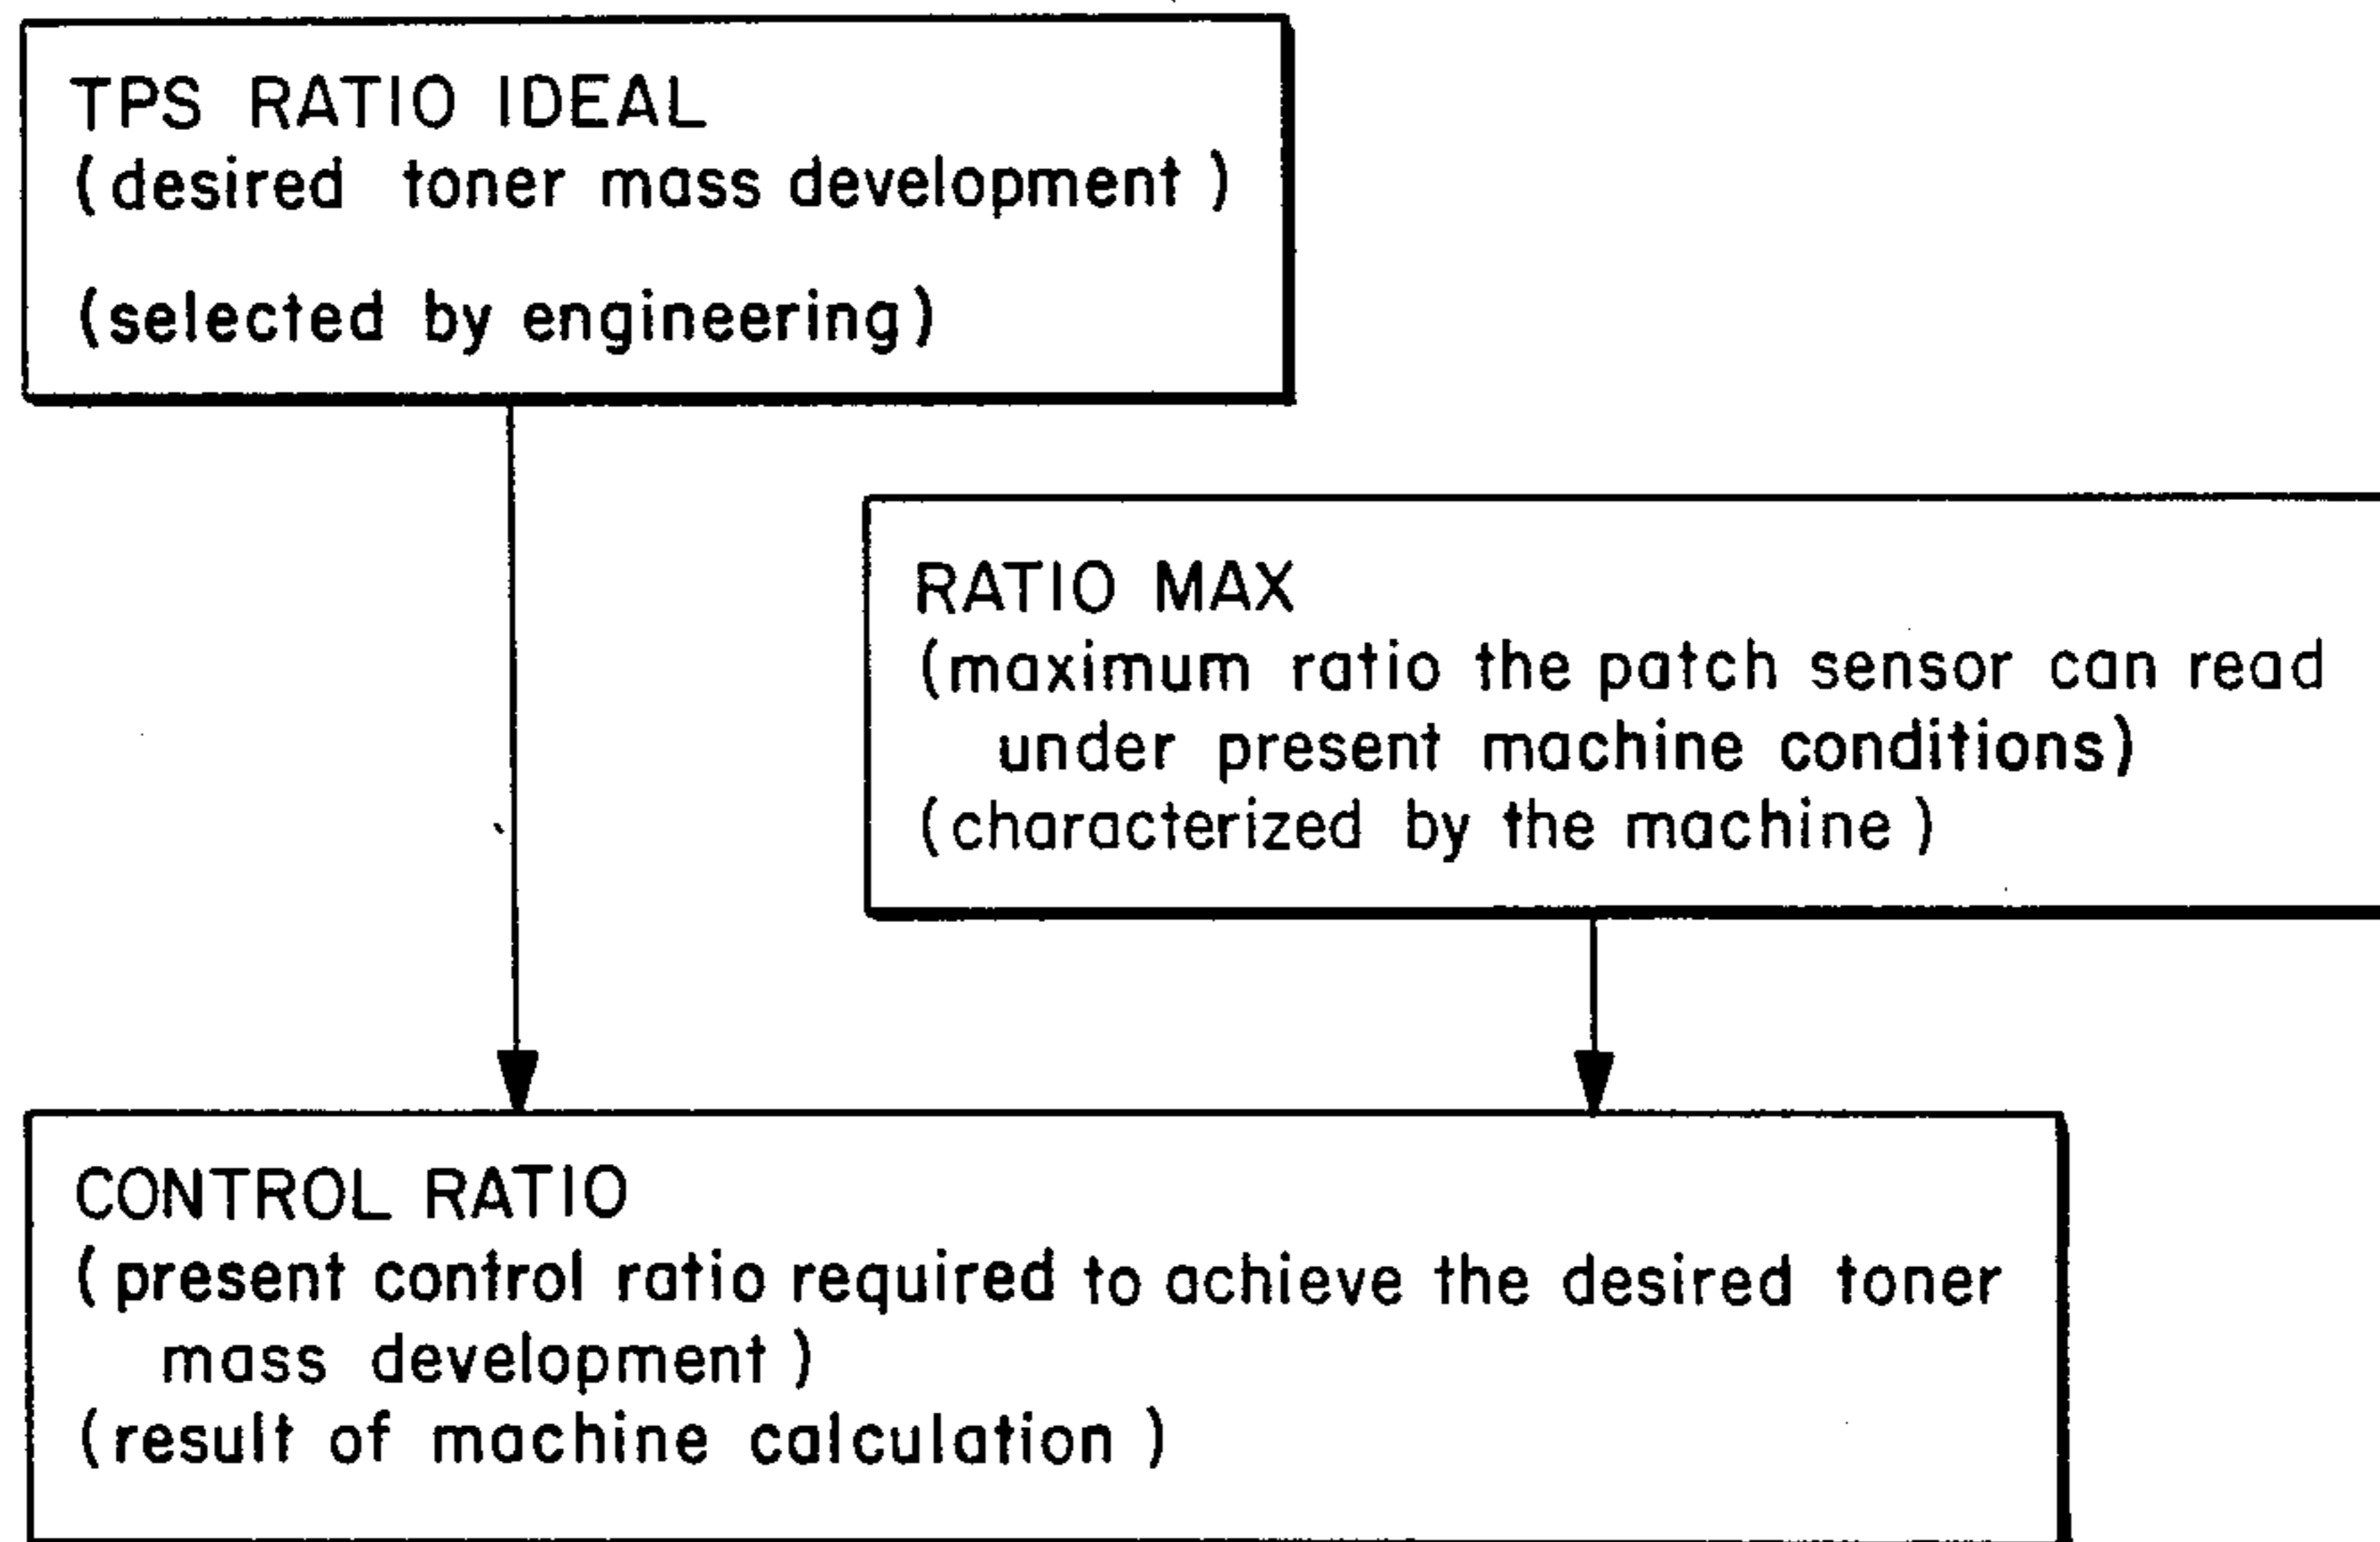 TPS RATIO IDEAL
(desired toner mass development)
(selected by engineering)
RATIO MAX
(maximum ratio the patch sensor can read
under present machine conditions)
(characterized by the machine)
CONTROL RATIO
(present control ratio required to achieve the desired toner
mass development)
(result of machine calculation)